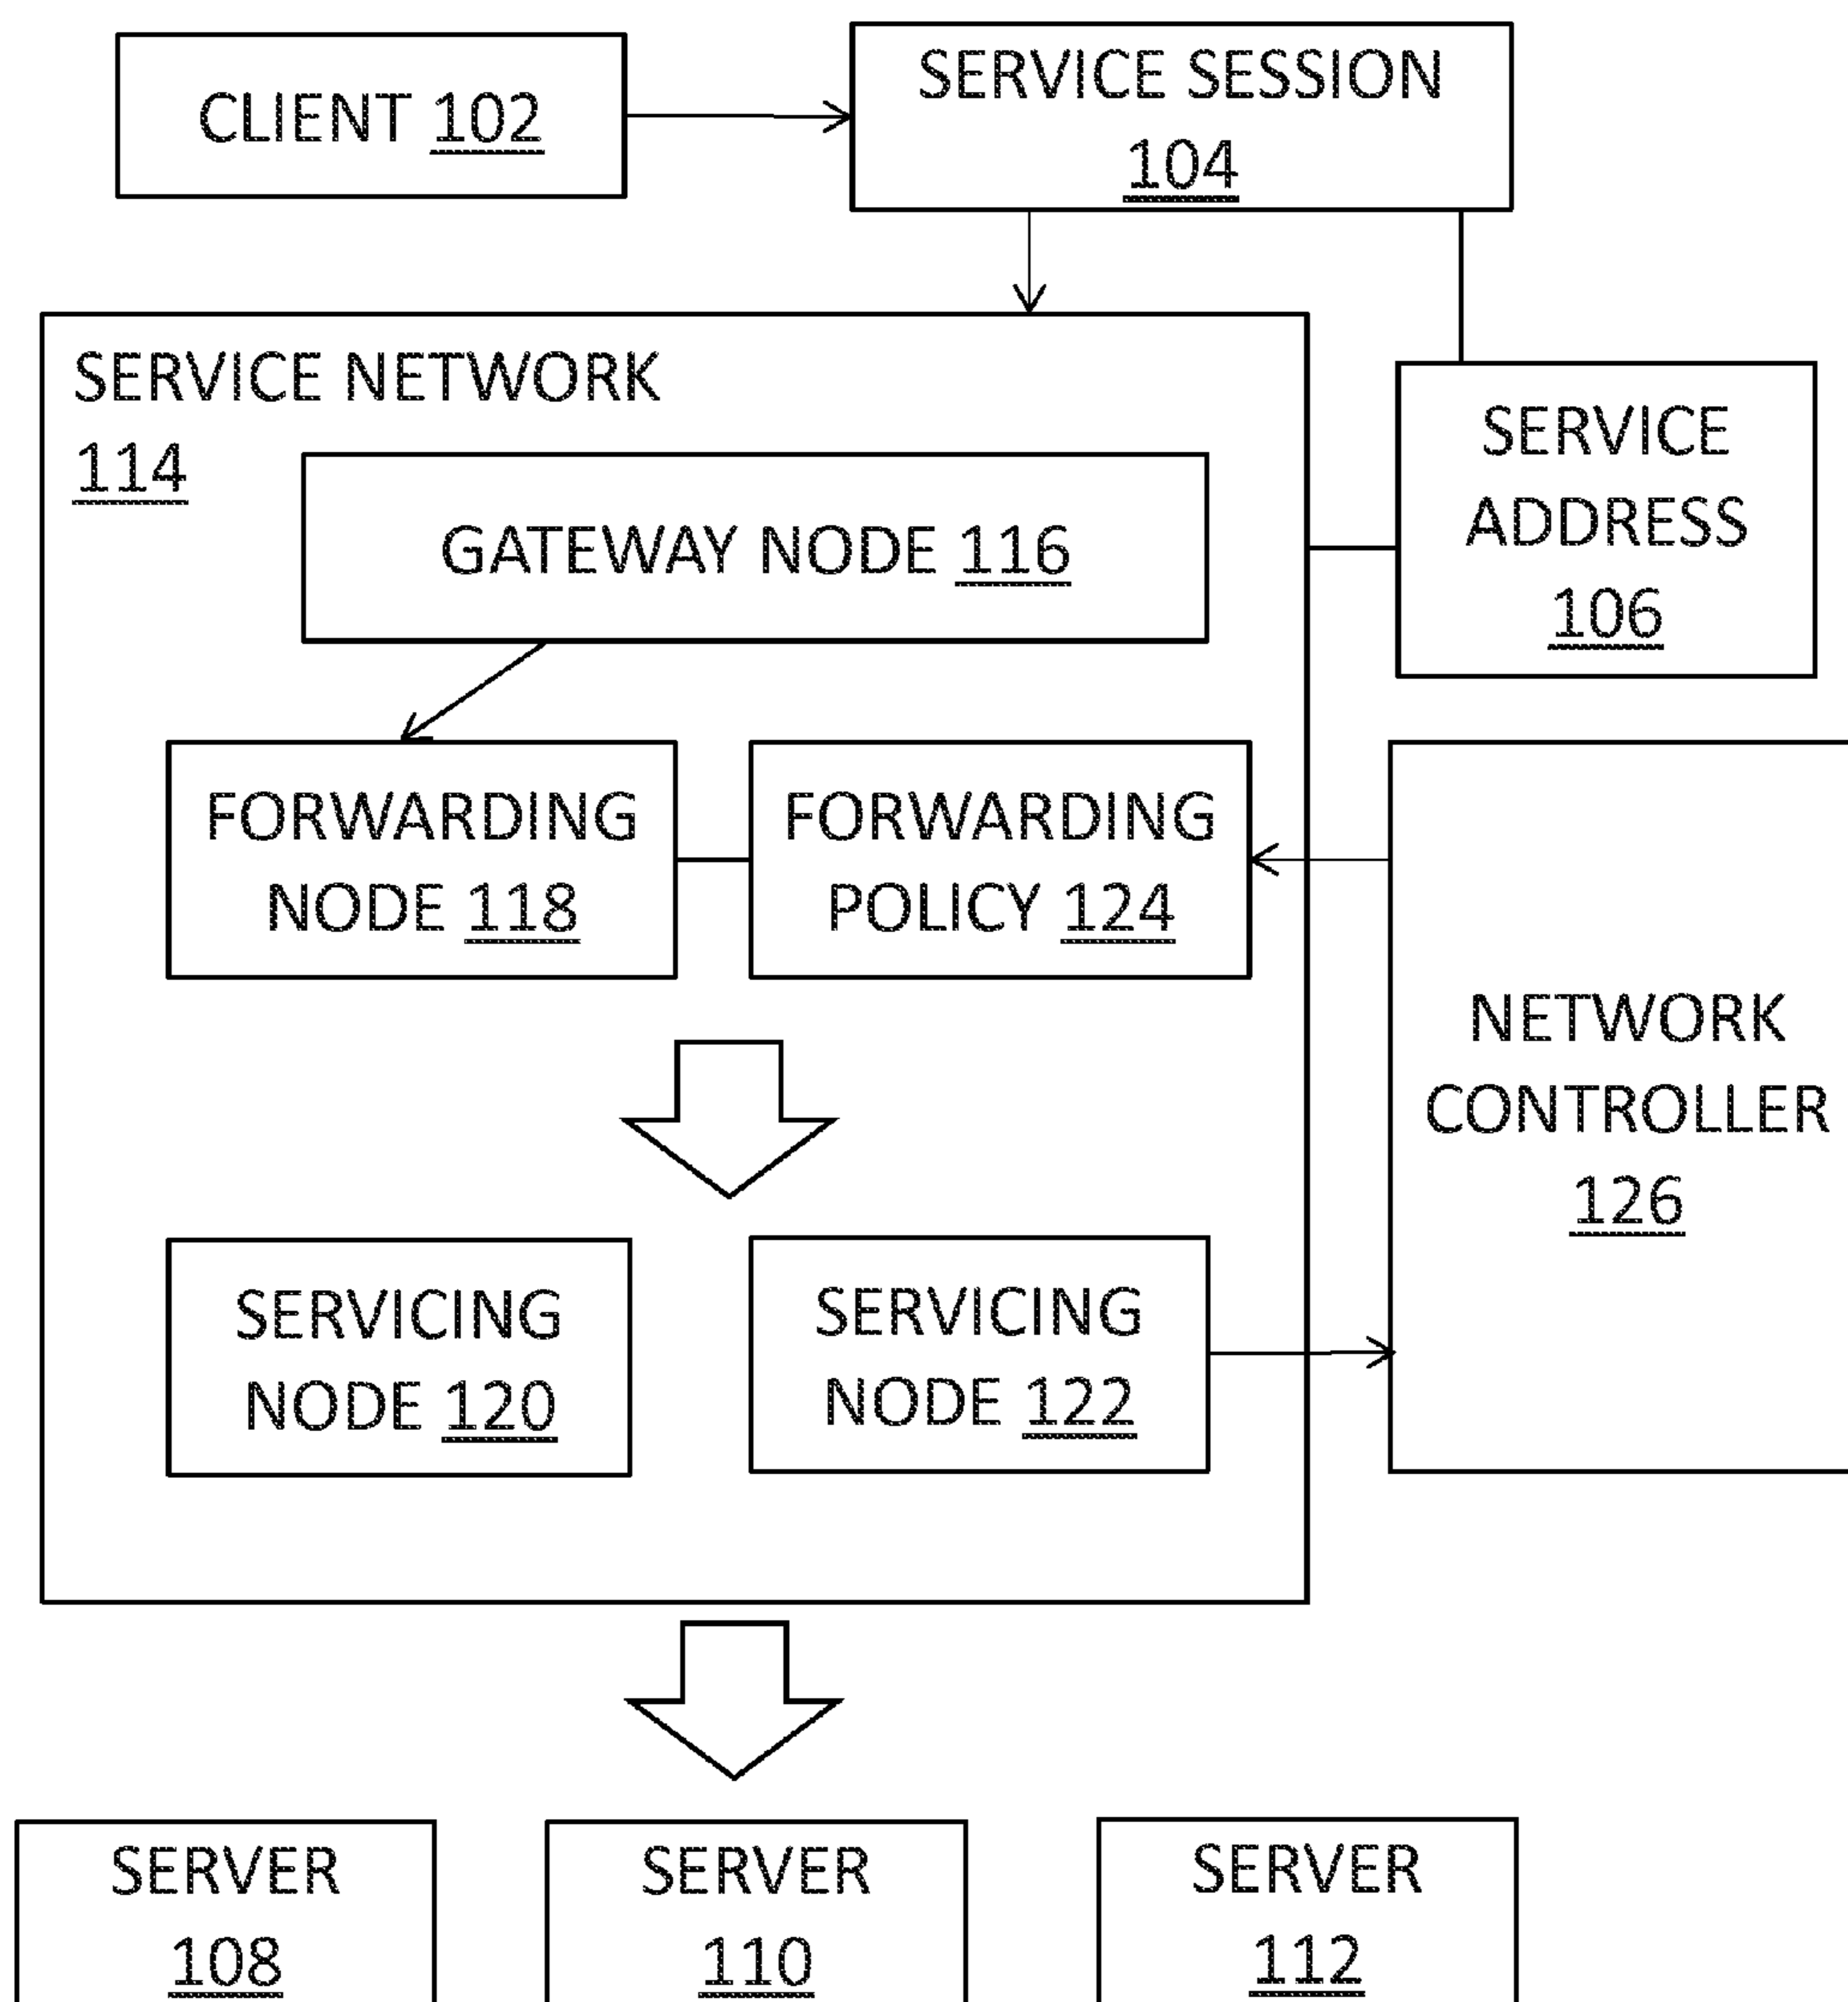 CLIENT 102
SERVICE SESSION
104
SERVICE NETWORK
114
GATEWAY NODE 116
SERVICE
ADDRESS
106
FORWARDING
NODE 118
FORWARDING
POLICY 124
NETWORK
CONTROLLER
126
SERVICING
NODE 120
SERVICING
NODE 122
SERVER
108
SERVER
110
SERVER
112